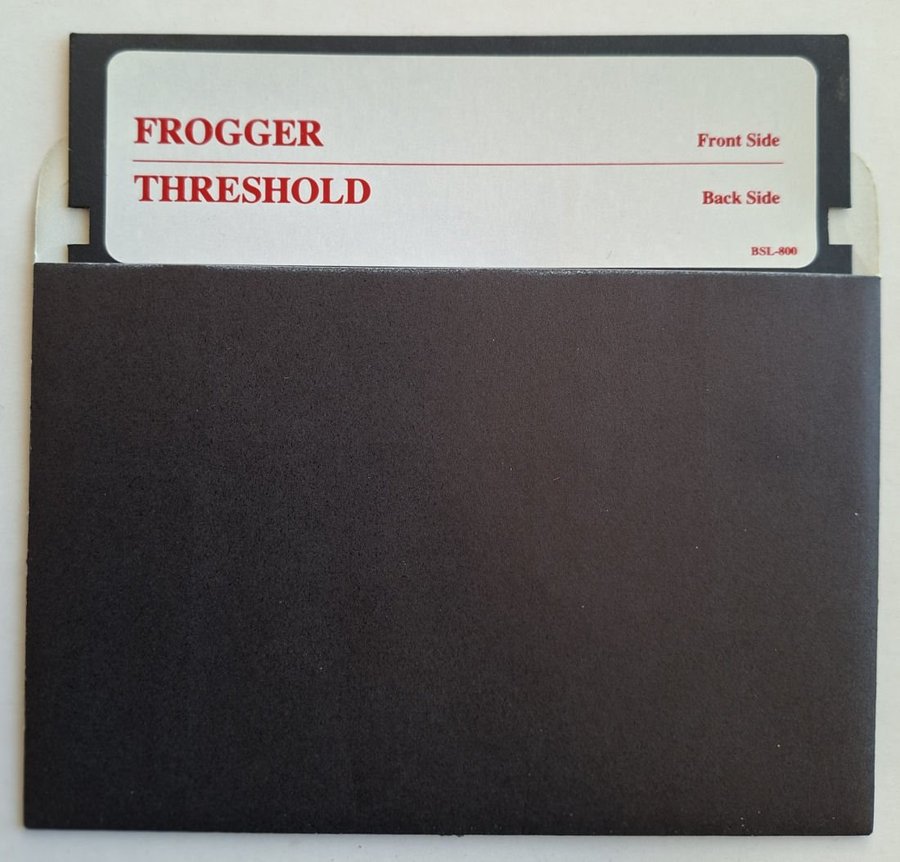 FROGGER Front Side
THRESHOLD Back Side
BSL-800